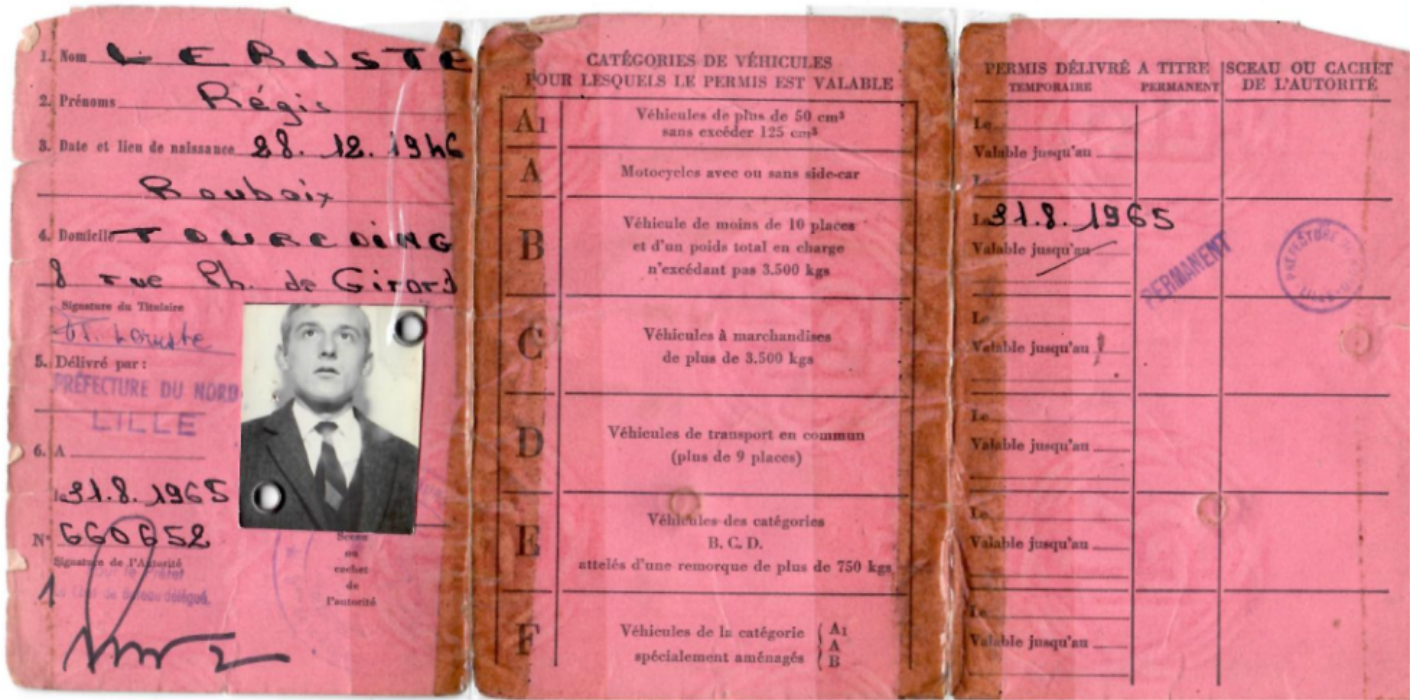 1. Nom LERUSTE
2. Prénoms Régis
3. Date et lieu de naissance 28.12.1946
Roubaix
4. Domicile TOURCOING
8 rue Ph. de Girard
Signature du Titulaire
Leruste
5. Délivré par :
PRÉFECTURE DU NORD
LILLE
6. A
le 31.8.1965
N° 660652
Signature de l'Autorité
Le Chef de Bureau délégué,
1
Sceau
ou
cachet
de
l'autorité
CATÉGORIES DE VÉHICULES
POUR LESQUELS LE PERMIS EST VALABLE
A1 Véhicules de plus de 50 cm³
sans excéder 125 cm³
A Motocycles avec ou sans side-car
B Véhicule de moins de 10 places
et d'un poids total en charge
n'excédant pas 3.500 kgs
C Véhicules à marchandises
de plus de 3.500 kgs
D Véhicules de transport en commun
(plus de 9 places)
E Véhicules des catégories
B. C. D.
attelés d'une remorque de plus de 750 kgs
F Véhicules de la catégorie { A1
A
spécialement aménagés B
PERMIS DÉLIVRÉ A TITRE
TEMPORAIRE PERMANENT
SCEAU OU CACHET
DE L'AUTORITÉ
Le
Valable jusqu'au
Le
Le 31.8.1965
Valable jusqu'au
PERMANENT
Le
Valable jusqu'au
Le
Valable jusqu'au
Le
Valable jusqu'au
Le
Valable jusqu'au